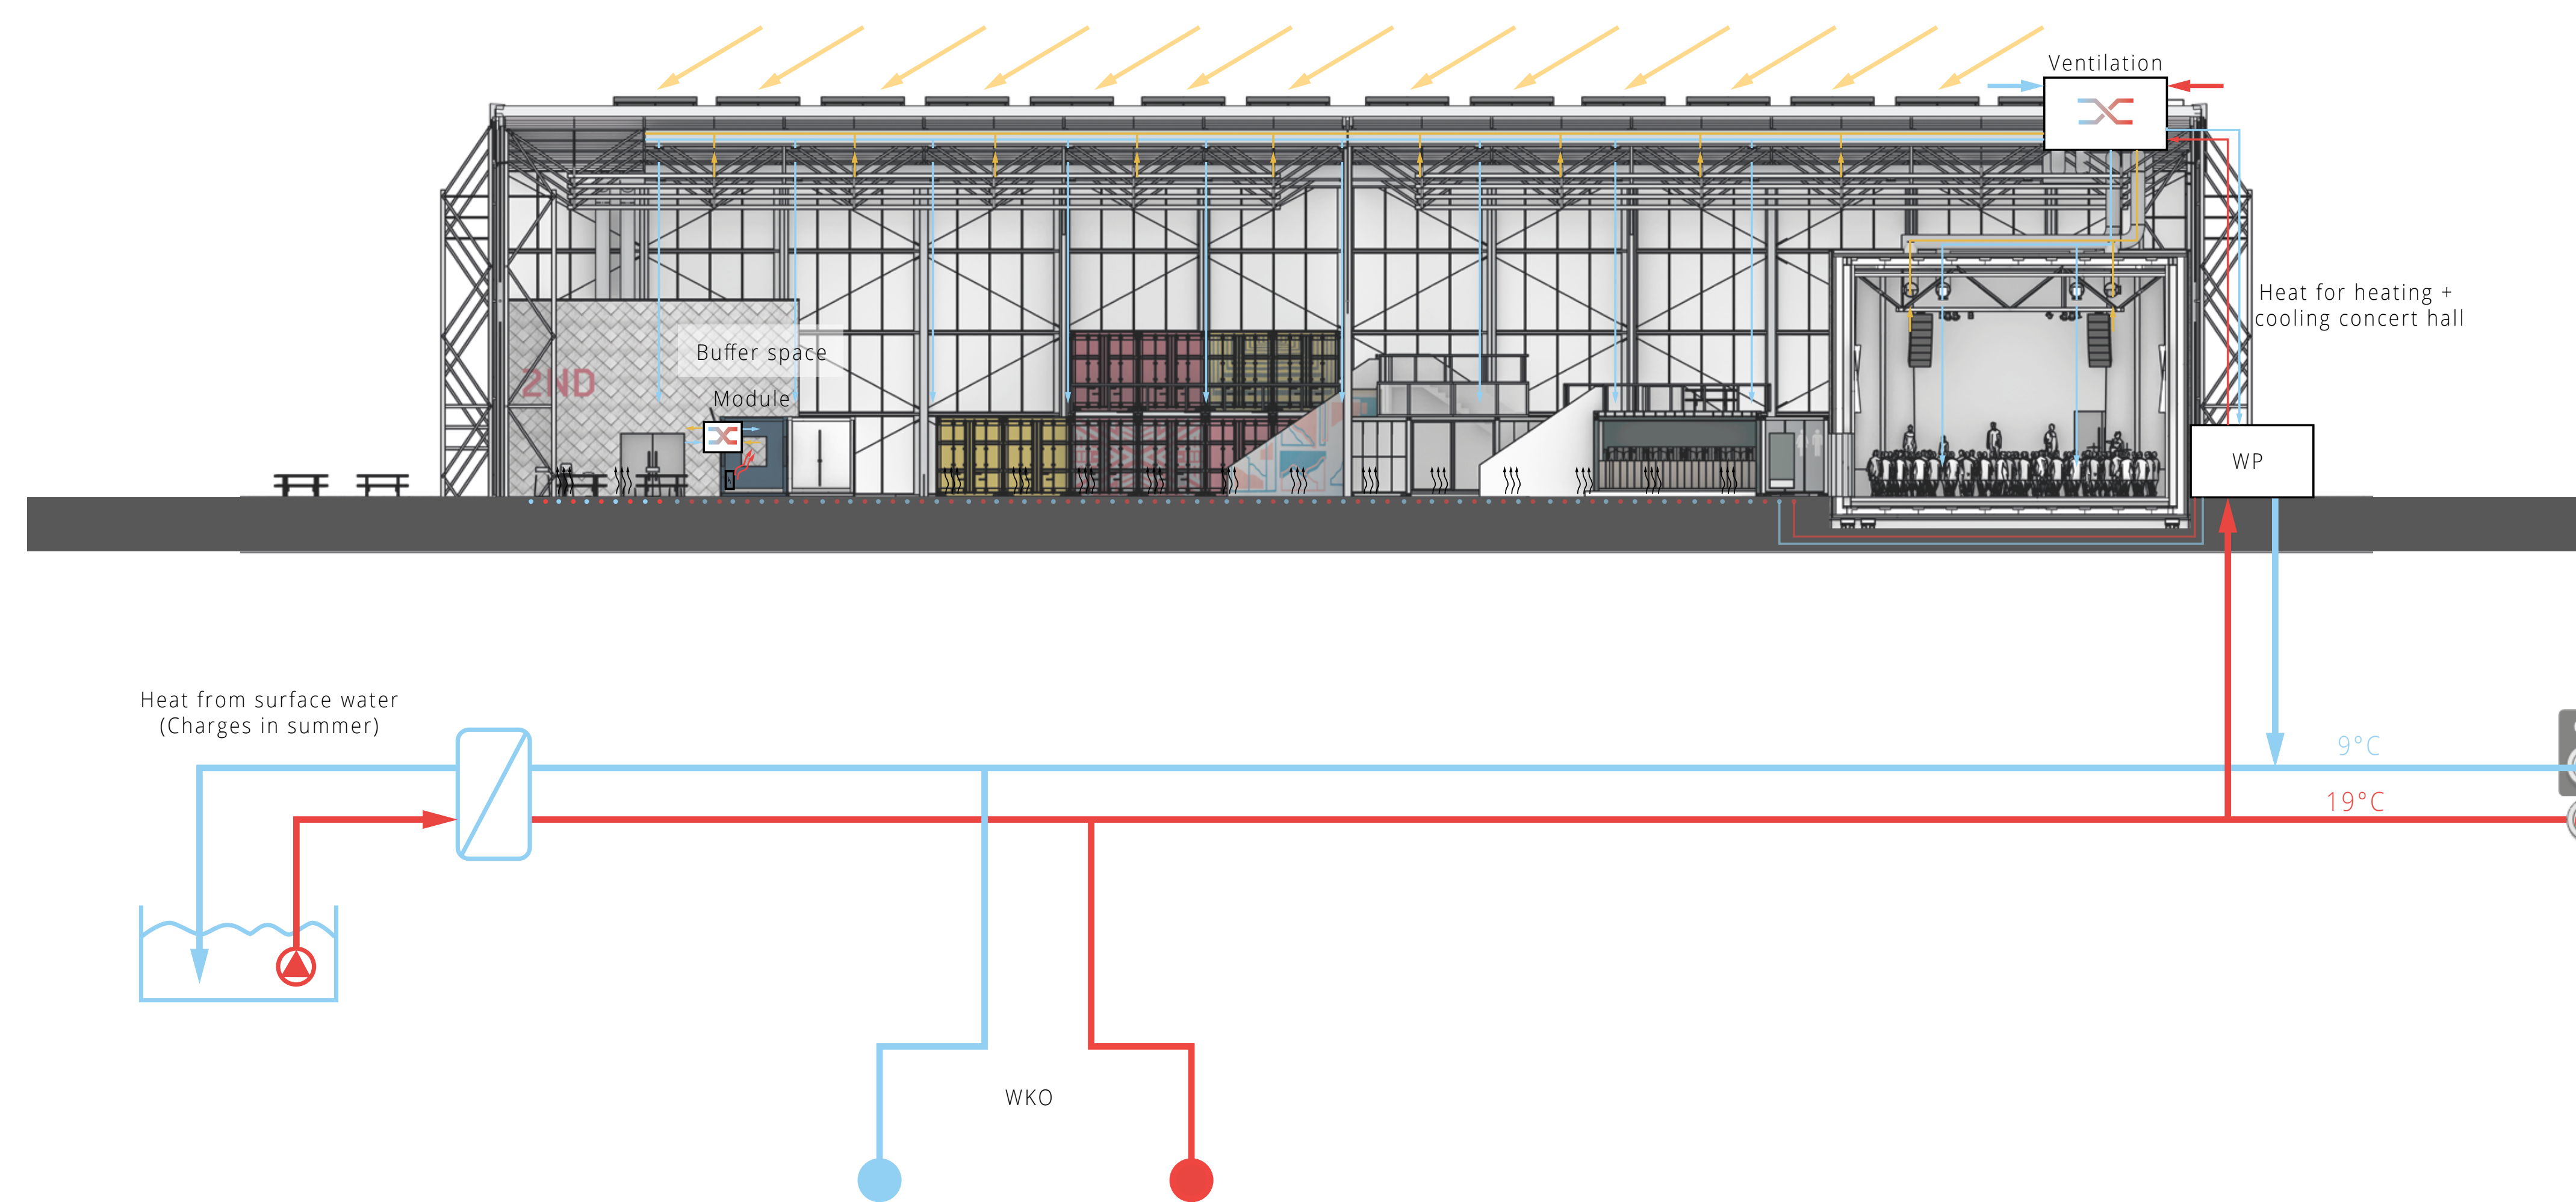 Ventilation
Heat for heating +
cooling concert hall
Buffer space
2ND
Module
WP
Heat from surface water
(Charges in summer)
9°C
19°C
WKO